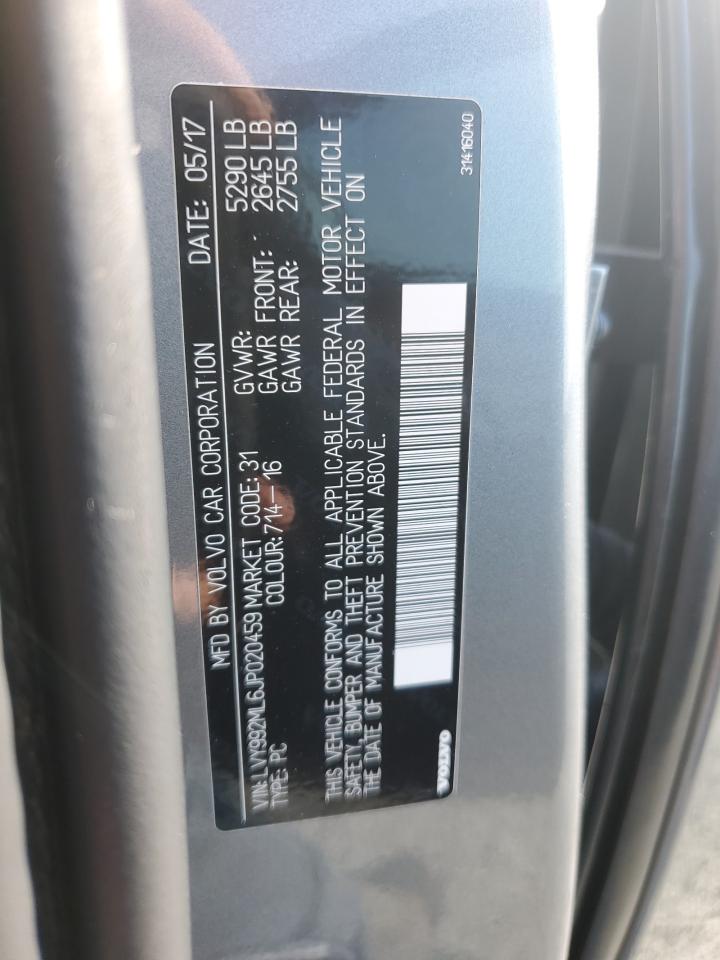 MFD BY VOLVO CAR CORPORATION DATE: 05/17
VIN: LVY992ML6JP020459 MARKET CODE: 31 GVWR: 5290 LB
TYPE: PC COLOUR: 714-16 GAWR FRONT: 2645 LB
GAWR REAR: 2755 LB
THIS VEHICLE CONFORMS TO ALL APPLICABLE FEDERAL MOTOR VEHICLE
SAFETY, BUMPER AND THEFT PREVENTION STANDARDS IN EFFECT ON
THE DATE OF MANUFACTURE SHOWN ABOVE.
VOLVO 31416040